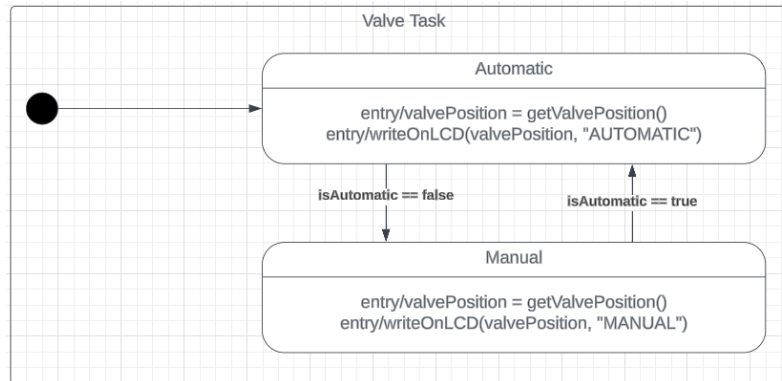 Valve Task
Automatic
entry/valvePosition = getValvePosition()
entry/writeOnLCD(valvePosition, "AUTOMATIC")
isAutomatic == false
isAutomatic == true
Manual
entry/valvePosition = getValvePosition()
entry/writeOnLCD(valvePosition, "MANUAL")